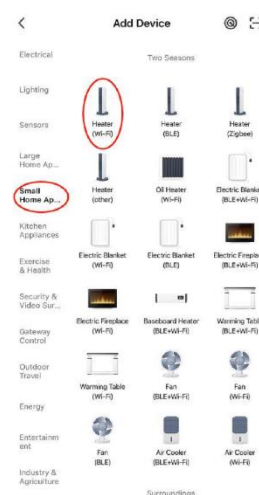 Add Device
Electrical
Lighting
Sensors
Large
Home Ap...
Small
Home Ap...
Kitchen
Appliances
Exercise
& Health
Security &
Video Sur...
Gateway
Control
Outdoor
Travel
Energy
Entertainm
ent
Industry &
Agriculture
Two Seasons
Heater
(Wi-Fi)
Heater
(BLE)
Heater
(Zigbee)
Heater
(other)
Oil Heater
(Wi-Fi)
Electric Blanke
(BLE+Wi-Fi)
Electric Blanket
(Wi-Fi)
Electric Blanket
(BLE)
Electric Firepla
(BLE+Wi-Fi)
Electric Fireplace
(Wi-Fi)
Baseboard Heater
(BLE+Wi-Fi)
Warming Tabl
(BLE+Wi-Fi)
Warming Table
(Wi-Fi)
Fan
(BLE+Wi-Fi)
Fan
(Wi-Fi)
Fan
(BLE)
Air Cooler
(BLE+Wi-Fi)
Air Cooler
(Wi-Fi)
Surroundings